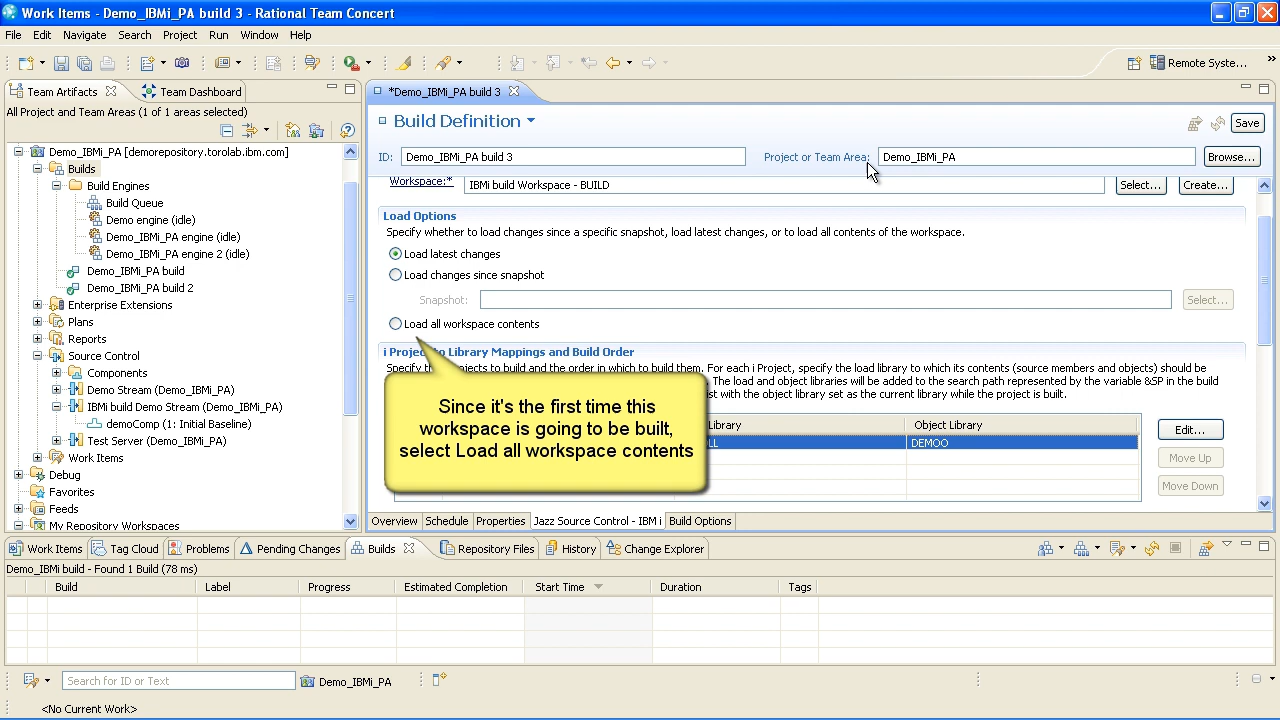 Work Items - Demo_IBMi_PA build 3 - Rational Team Concert
File Edit Navigate Search Project Run Window Help
Remote Syste...
Team Artifacts
Team Dashboard
All Project and Team Areas (1 of 1 areas selected)
Demo_IBMi_PA [demorepository.torolab.ibm.com]
Builds
Build Engines
Build Queue
Demo engine (idle)
Demo_IBMi_PA engine (idle)
Demo_IBMi_PA engine 2 (idle)
Demo_IBMi_PA build
Demo_IBMi_PA build 2
Enterprise Extensions
Plans
Reports
Source Control
Components
Demo Stream (Demo_IBMi_PA)
IBMi build Demo Stream (Demo_IBMi_PA)
demoComp (1: Initial Baseline)
Test Server (Demo_IBMi_PA)
Work Items
Debug
Favorites
Feeds
My Repository Workspaces
*Demo_IBMi_PA build 3
Build Definition
Save
ID: Demo_IBMi_PA build 3 Project or Team Area: Demo_IBMi_PA Browse...
Workspace:* IBMi build Workspace - BUILD Select... Create...
Load Options
Specify whether to load changes since a specific snapshot, load latest changes, or to load all contents of the workspace.
Load latest changes
Load changes since snapshot
Snapshot: Select...
Load all workspace contents
i Project to Library Mappings and Build Order
to build and the order in which to build them. For each i Project, specify the load library to which its contents (source members and objects) should be
The load and object libraries will be added to the search path represented by the variable &SP in the build
ist with the object library set as the current library while the project is built.
Library Object Library Edit...
LL DEMOO
Move Up
Move Down
Since it's the first time this
workspace is going to be built,
select Load all workspace contents
Overview Schedule Properties Jazz Source Control - IBM i Build Options
Work Items Tag Cloud Problems Pending Changes Builds Repository Files History Change Explorer
Demo_IBMi build - Found 1 Build (78 ms)
Build Label Progress Estimated Completion Start Time Duration Tags
Search for ID or Text Demo_IBMi_PA
<No Current Work>